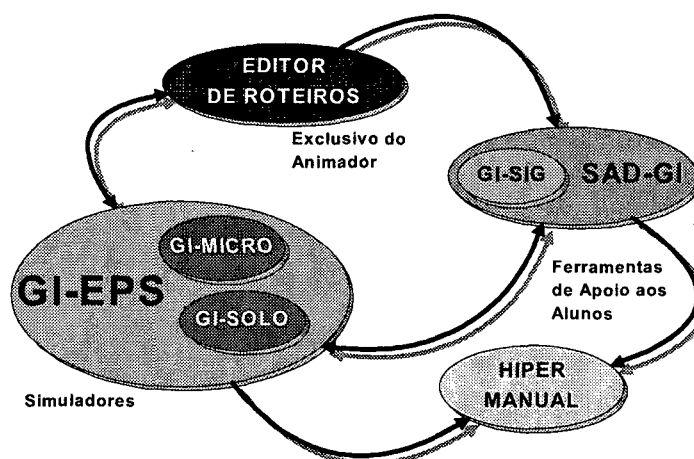 EDITOR
DE ROTEIROS
Exclusivo do
Animador
GI-SIG
SAD-GI
GI-MICRO
GI-EPS
GI-SOLO
Ferramentas
de Apoio aos
Alunos
Simuladores
HIPER
MANUAL